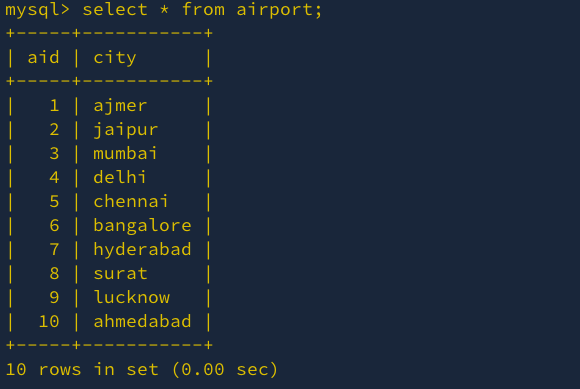 mysql> select * from airport;
+-----+-----------+
| aid | city      |
+-----+-----------+
|   1 | ajmer     |
|   2 | jaipur    |
|   3 | mumbai    |
|   4 | delhi     |
|   5 | chennai   |
|   6 | bangalore |
|   7 | hyderabad |
|   8 | surat     |
|   9 | lucknow   |
|  10 | ahmedabad |
+-----+-----------+
10 rows in set (0.00 sec)